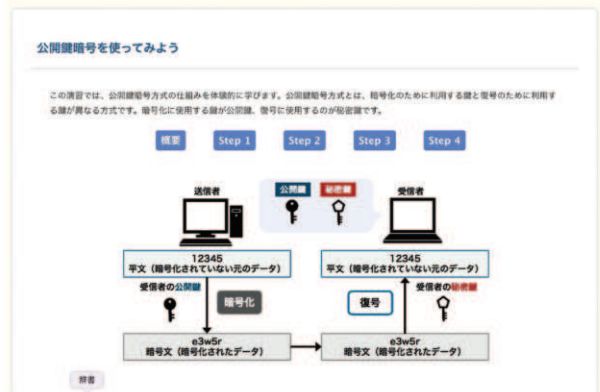 公開鍵暗号を使ってみよう
この演習では、公開鍵暗号方式の仕組みを体験的に学びます。公開鍵暗号方式とは、暗号化のために利用する鍵と復号のために利用す
る鍵が異なる方式です。暗号化に使用する鍵が公開鍵、復号に使用するのが秘密鍵です。
概要 Step 1 Step 2 Step 3 Step 4
送信者 公開鍵 秘密鍵 受信者
12345
平文（暗号化されていない元のデータ）
12345
平文（暗号化されていない元のデータ）
受信者の公開鍵
暗号化
復号
受信者の秘密鍵
e3w5r
暗号文（暗号化されたデータ）
e3w5r
暗号文（暗号化されたデータ）
辞書